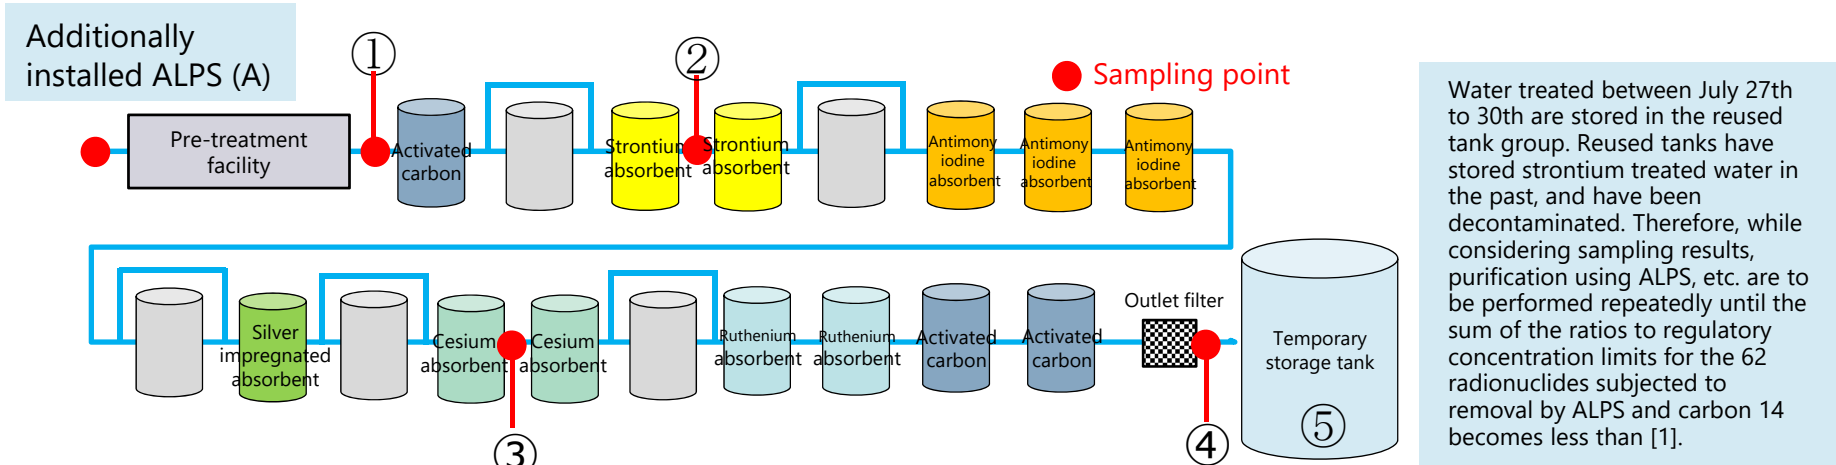 Additionally
installed ALPS (A)
①
②
Sampling point
Pre-treatment
facility
Activated
carbon
Strontium
absorbent
Strontium
absorbent
Antimony
iodine
absorbent
Antimony
iodine
absorbent
Antimony
iodine
absorbent
Silver
impregnated
absorbent
Cesium
absorbent
Cesium
absorbent
Ruthenium
absorbent
Ruthenium
absorbent
Activated
carbon
Activated
carbon
Outlet filter
Temporary
storage tank
③
④
⑤
Water treated between July 27th
to 30th are stored in the reused
tank group. Reused tanks have
stored strontium treated water in
the past, and have been
decontaminated. Therefore, while
considering sampling results,
purification using ALPS, etc. are to
be performed repeatedly until the
sum of the ratios to regulatory
concentration limits for the 62
radionuclides subjected to
removal by ALPS and carbon 14
becomes less than [1].